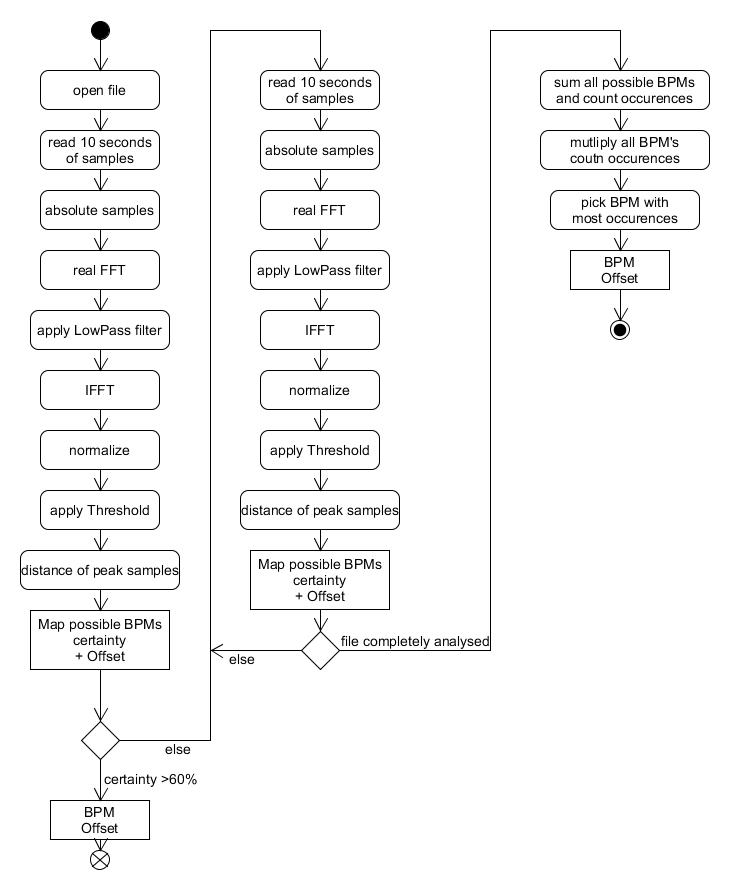 open file
read 10 seconds
of samples
absolute samples
real FFT
apply LowPass filter
IFFT
normalize
apply Threshold
distance of peak samples
Map possible BPMs
certainty
+ Offset
else
certainty >60%
BPM
Offset
read 10 seconds
of samples
absolute samples
real FFT
apply LowPass filter
IFFT
normalize
apply Threshold
distance of peak samples
Map possible BPMs
certainty
+ Offset
else
file completely analysed
sum all possible BPMs
and count occurences
mutliply all BPM's
coutn occurences
pick BPM with
most occurences
BPM
Offset